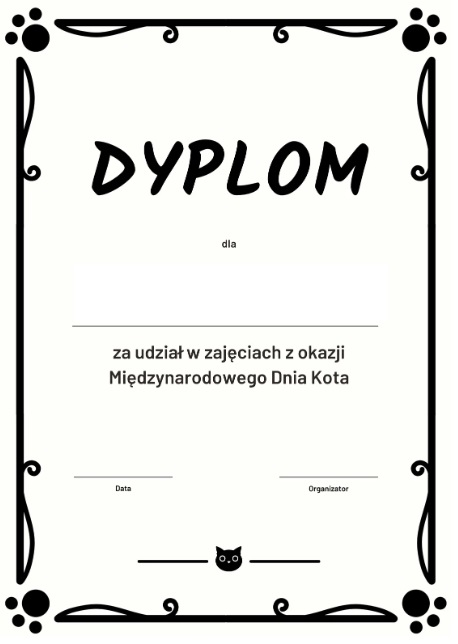 DYPLOM
dla
za udział w zajęciach z okazji
Międzynarodowego Dnia Kota
Data
Organizator